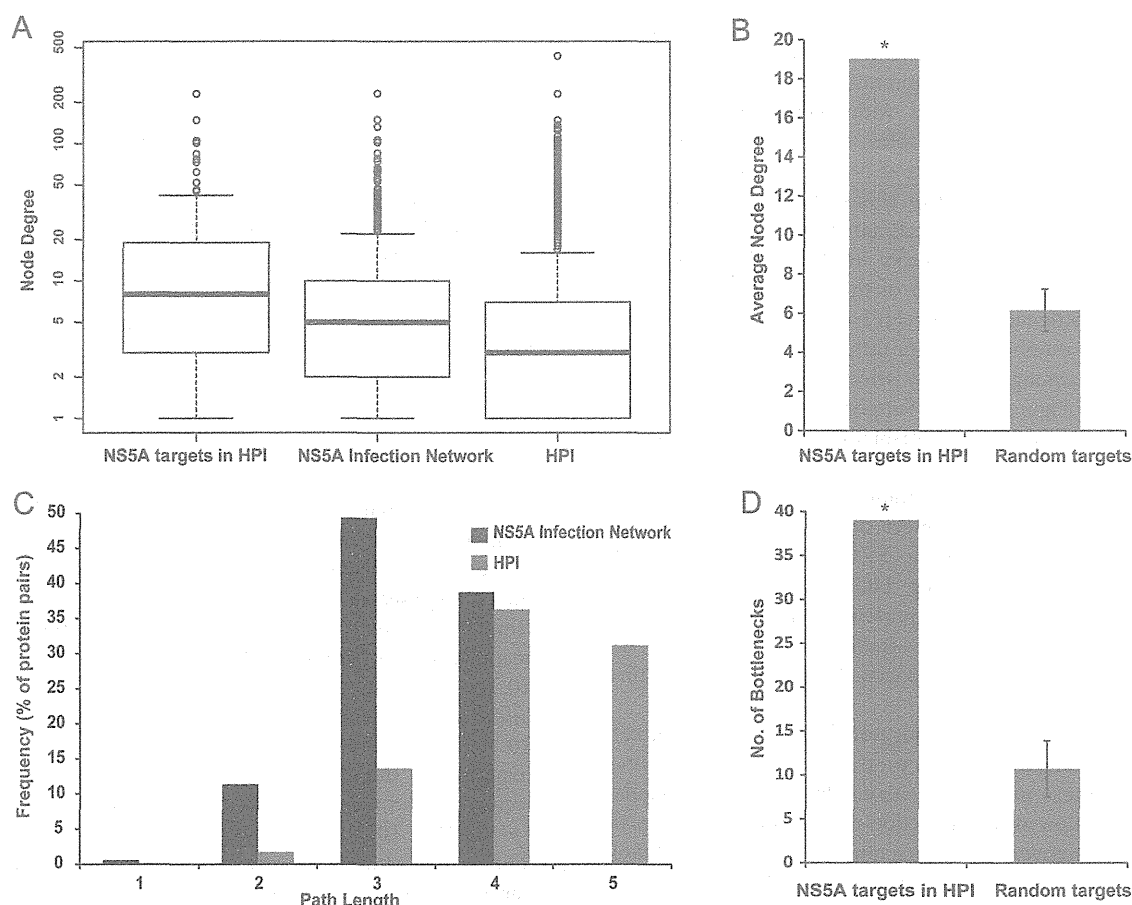 A
500
200
100
50
20
10
5
2
1
Node Degree
NS5A targets in HPI
NS5A Infection Network
HPI
B
20
18
16
14
12
10
8
6
4
2
0
Average Node Degree
*
NS5A targets in HPI
Random targets
C
50
45
40
35
30
25
20
15
10
5
0
Frequency (% of protein pairs)
NS5A Infection Network
HPI
1
2
3
4
5
Path Length
D
40
35
30
25
20
15
10
5
0
No. of Bottlenecks
*
NS5A targets in HPI
Random targets